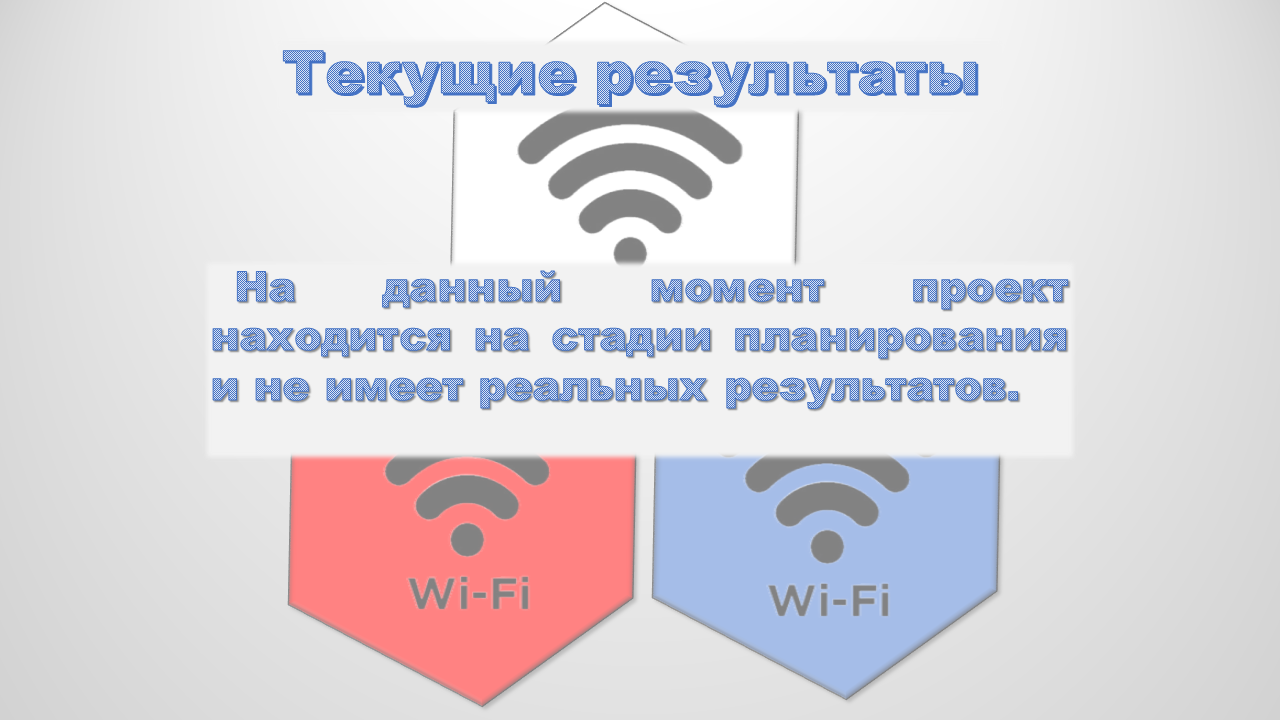 Текущие результаты
На данный момент проект
находится на стадии планирования
и не имеет реальных результатов.
Wi-Fi
Wi-Fi